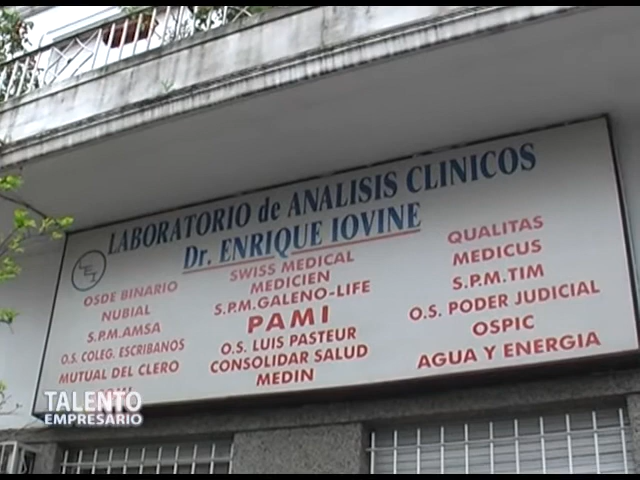 LABORATORIO de ANALISIS CLINICOS
Dr. ENRIQUE IOVINE
OSDE BINARIO
NUBIAL
S.P.M.AMSA
O.S. COLEG. ESCRIBANOS
MUTUAL DEL CLERO
SWISS MEDICAL
MEDICIEN
S.P.M.GALENO-LIFE
PAMI
O.S. LUIS PASTEUR
CONSOLIDAR SALUD
MEDIN
QUALITAS
MEDICUS
S.P.M.TIM
O.S. PODER JUDICIAL
OSPIC
AGUA Y ENERGIA
TALENTO
EMPRESARIO